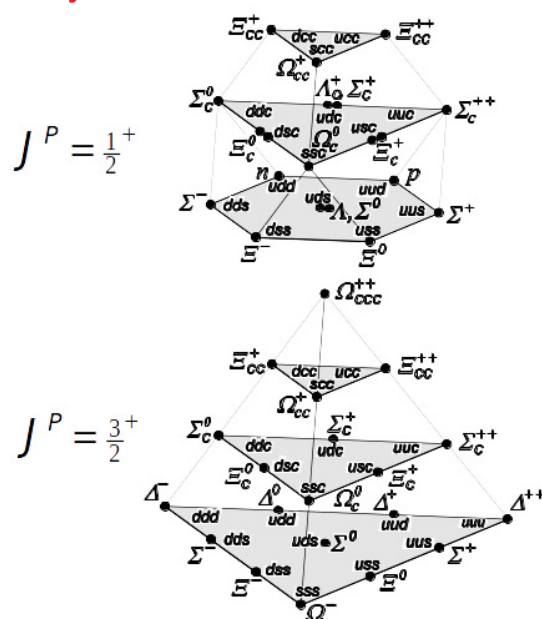 Ξcc+ dcc ucc Ξcc++
scc
Ωcc+
Σc0 ddc Λc+ Σc+ udc uuc Σc++
Ξc0 dsc ssc Ωc0 usc Ξc+
J P = 1/2 +
n udd uud p
Σ− dds uds Λ, Σ0 uus Σ+
dss uss
Ξ− Ξ0
Ωccc++
Ξcc+ dcc ucc Ξcc++
scc
Ωcc+
J P = 3/2 +
Σc0 ddc Σc+ udc uuc Σc++
Ξc0 dsc usc Ξc+
ssc Ωc0
Δ− ddd Δ0 udd Δ+ uud uuu Δ++
Σ− dds uds Σ0 uus Σ+
Ξ− dss uss Ξ0
sss
Ω−